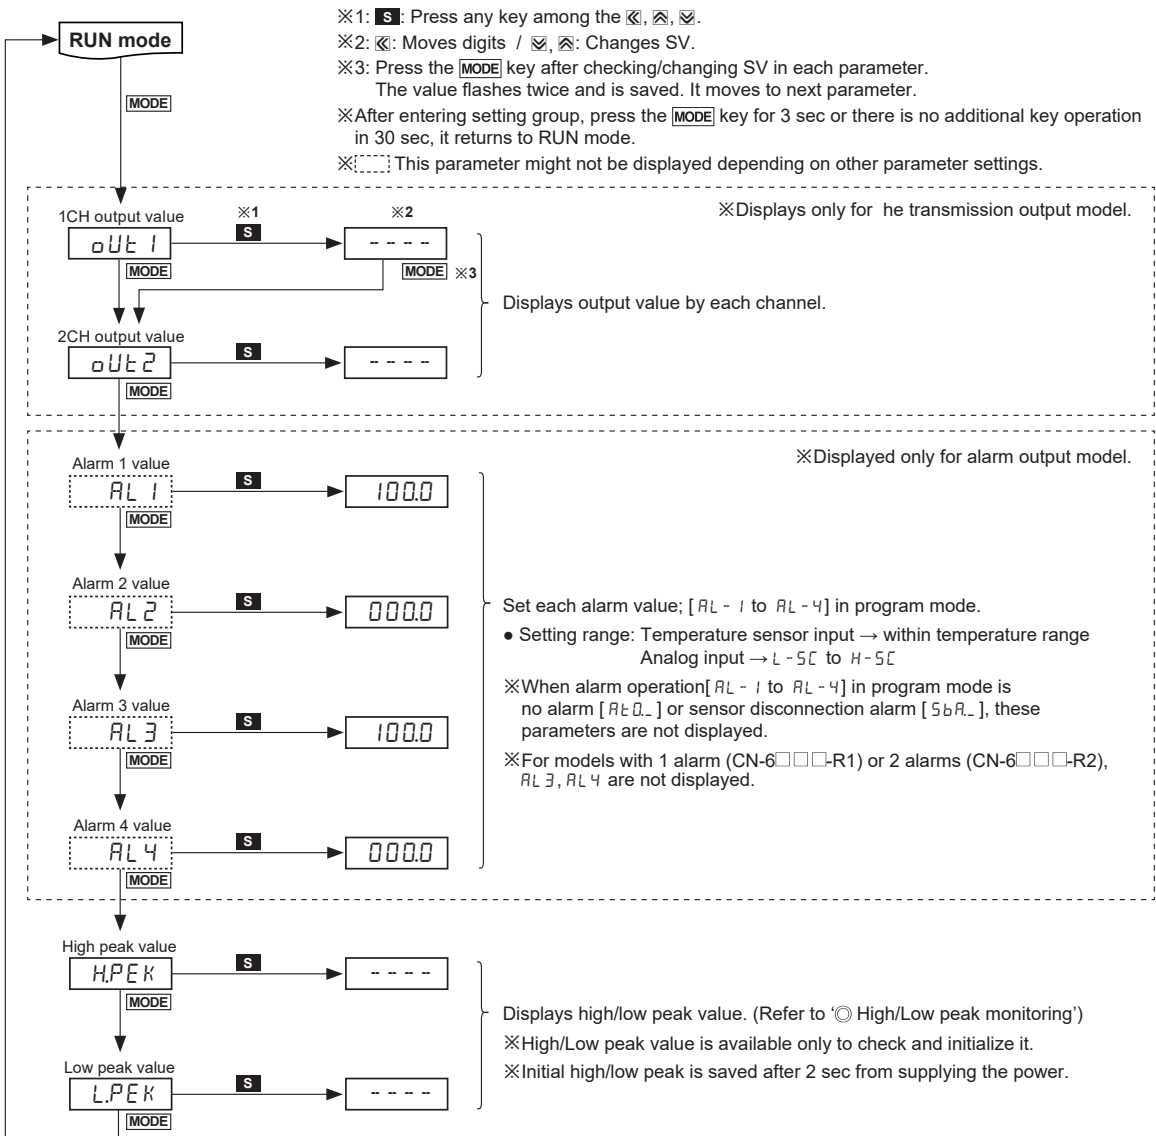 ※1: S : Press any key among the ≪, ︽, ︾.
RUN mode
※2: ≪: Moves digits / ︾, ︽: Changes SV.
※3: Press the MODE key after checking/changing SV in each parameter.
The value flashes twice and is saved. It moves to next parameter.
MODE
※After entering setting group, press the MODE key for 3 sec or there is no additional key operation
in 30 sec, it returns to RUN mode.
※ This parameter might not be displayed depending on other parameter settings.
※Displays only for he transmission output model.
1CH output value
※1
※2
oUt1
S
----
MODE
MODE ※3
Displays output value by each channel.
2CH output value
oUt2
S
----
MODE
※Displayed only for alarm output model.
Alarm 1 value
AL1
S
100.0
MODE
Alarm 2 value
AL2
S
000.0
MODE
Set each alarm value; [AL-1 to AL-4] in program mode.
● Setting range: Temperature sensor input → within temperature range
Analog input → L-SC to H-SC
※When alarm operation[AL-1 to AL-4] in program mode is
no alarm [At0._] or sensor disconnection alarm [SbA._], these
parameters are not displayed.
Alarm 3 value
AL3
S
100.0
MODE
※For models with 1 alarm (CN-6□□□-R1) or 2 alarms (CN-6□□□-R2),
AL3, AL4 are not displayed.
Alarm 4 value
AL4
S
000.0
MODE
High peak value
H.PEK
S
----
MODE
Displays high/low peak value. (Refer to ‘◎ High/Low peak monitoring’)
※High/Low peak value is available only to check and initialize it.
※Initial high/low peak is saved after 2 sec from supplying the power.
Low peak value
L.PEK
S
----
MODE